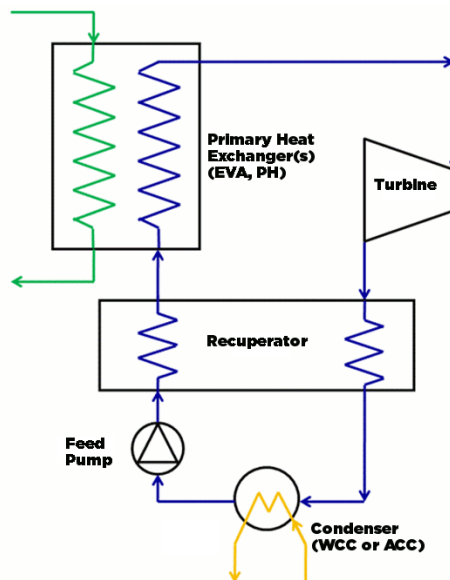 Primary Heat
Exchanger(s)
(EVA, PH)
Turbine
Recuperator
Feed
Pump
Condenser
(WCC or ACC)